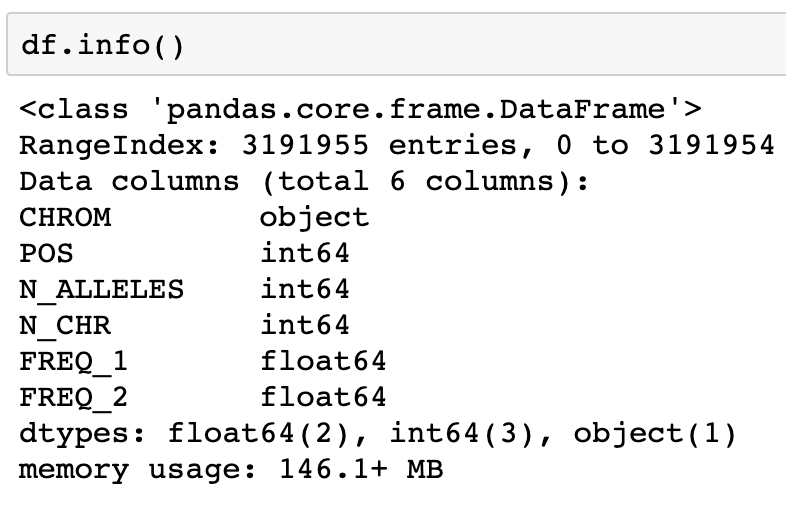 df.info()
<class 'pandas.core.frame.DataFrame'>
RangeIndex: 3191955 entries, 0 to 3191954
Data columns (total 6 columns):
CHROM         object
POS           int64
N_ALLELES     int64
N_CHR         int64
FREQ_1        float64
FREQ_2        float64
dtypes: float64(2), int64(3), object(1)
memory usage: 146.1+ MB